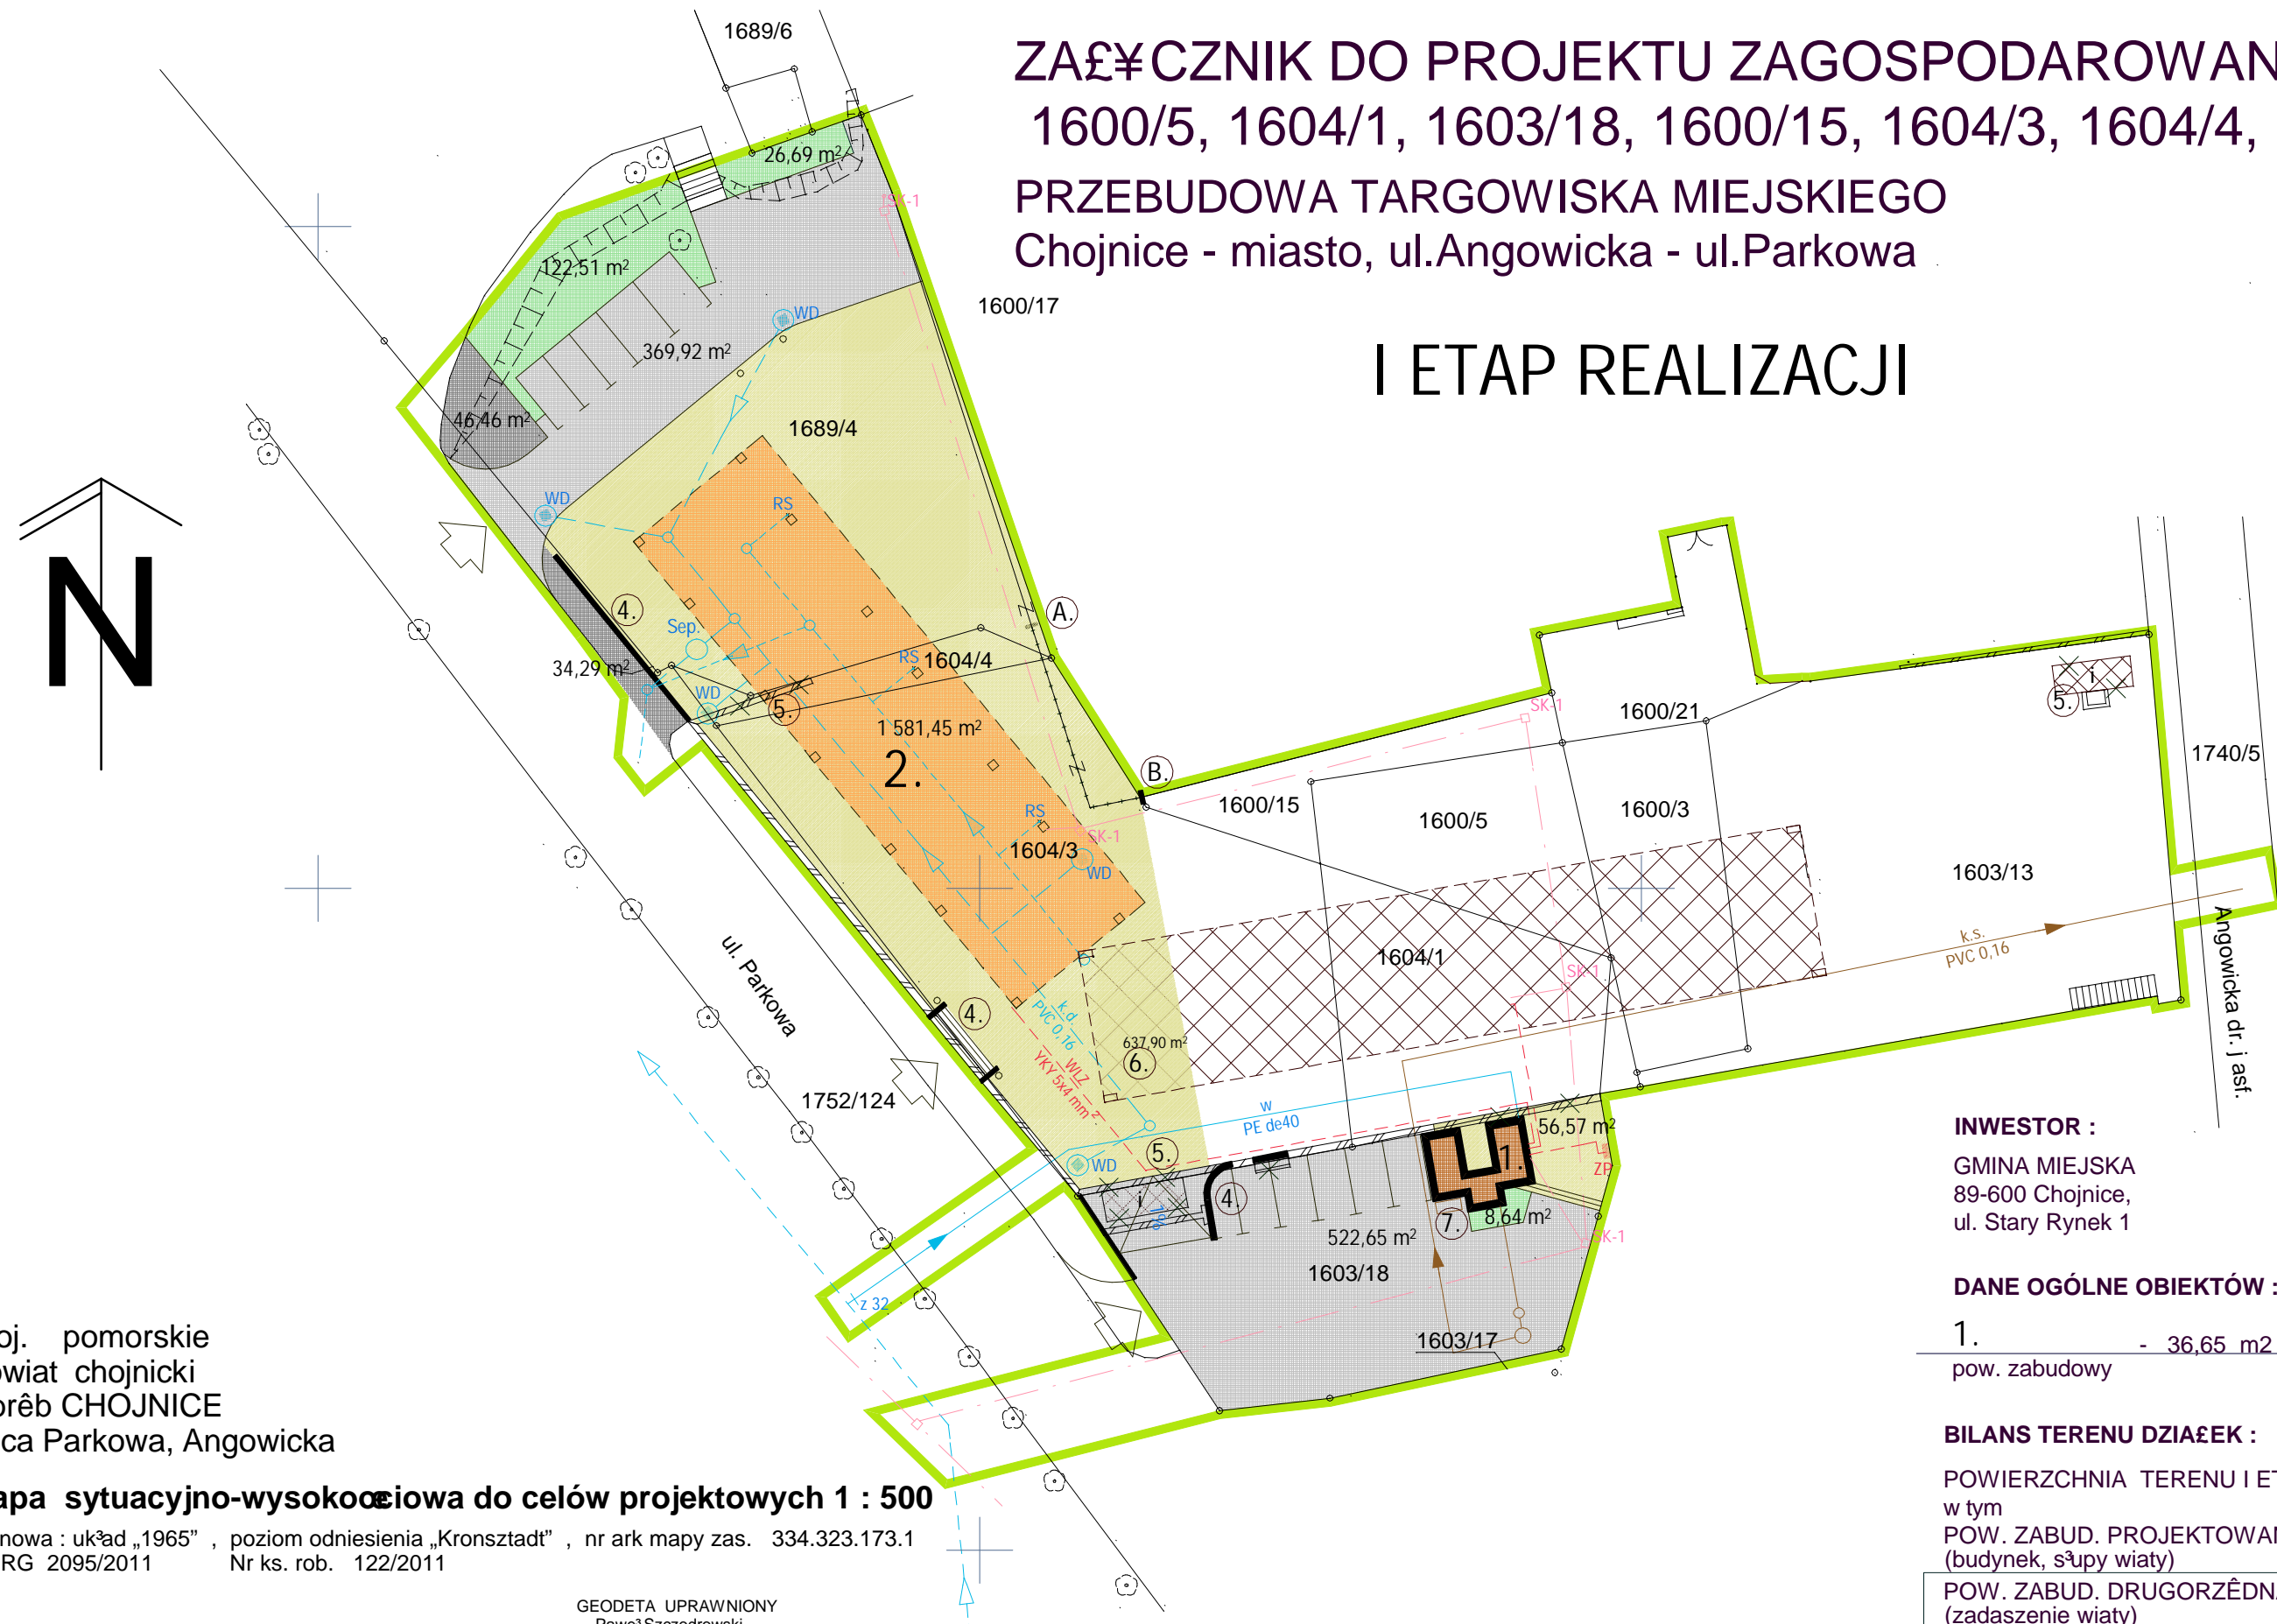 ZA£¥CZNIK DO PROJEKTU ZAGOSPODAROWAN
1600/5, 1604/1, 1603/18, 1600/15, 1604/3, 1604/4,
PRZEBUDOWA TARGOWISKA MIEJSKIEGO
Chojnice - miasto, ul.Angowicka - ul.Parkowa
I ETAP REALIZACJI
1689/6
26,69 m²
SK-1
122,51 m²
WD
1600/17
369,92 m²
46,46 m²
1689/4
WD
RS
N
4.
A.
Sep.
34,29 m²
RS
1604/4
WD
5.
1 581,45 m²
2.
B.
SK-1
1600/21
5.
i
1740/5
1600/15
1600/5
1600/3
RS
SK-1
1604/3
WD
1603/13
ul. Parkowa
1604/1
SK-1
k.s.
PVC 0,16
Angowicka dr. j asf.
4.
k.d.
PVC 0,16
WLZ
YKY 5x4 mm²
637,90 m²
6.
1752/124
w
PE de40
56,57 m²
5.
WD
1.
ZP
i
4.
7.
8,64 m²
522,65 m²
SK-1
1603/18
z 32
1603/17
INWESTOR :
GMINA MIEJSKA
89-600 Chojnice,
ul. Stary Rynek 1
DANE OGÓLNE OBIEKTÓW :
1.
- 36,65 m2
pow. zabudowy
BILANS TERENU DZIA£EK :
POWIERZCHNIA TERENU I ET
w tym
POW. ZABUD. PROJEKTOWAN
(budynek, s³upy wiaty)
POW. ZABUD. DRUGORZÊDNA
(zadaszenie wiaty)
oj. pomorskie
owiat chojnicki
orêb CHOJNICE
ica Parkowa, Angowicka
apa sytuacyjno-wysokoœciowa do celów projektowych 1 : 500
nowa : uk³ad „1965” , poziom odniesienia „Kronsztadt” , nr ark mapy zas. 334.323.173.1
RG 2095/2011 Nr ks. rob. 122/2011
GEODETA UPRAWNIONY
Pawe³ Szczodrowski